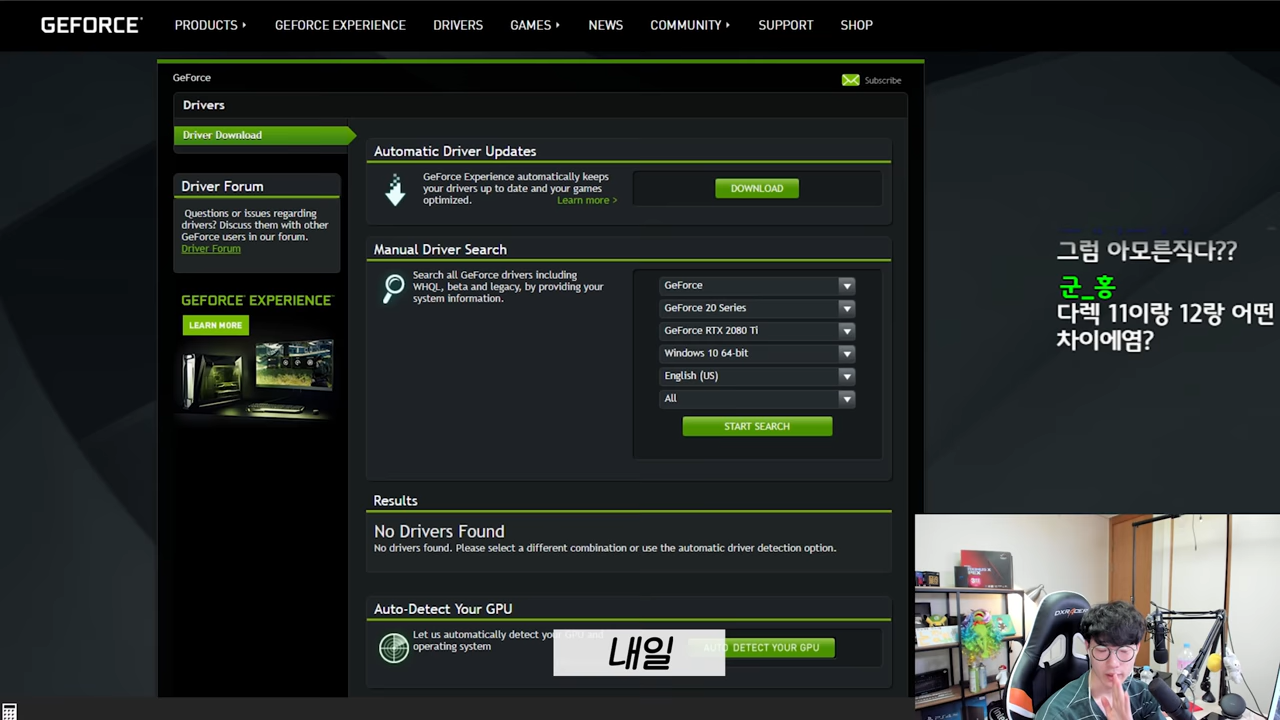 GEFORCE
PRODUCTS
GEFORCE EXPERIENCE
DRIVERS
GAMES
NEWS
COMMUNITY
SUPPORT
SHOP
GeForce
Subscribe
Drivers
Driver Download
Driver Forum
Questions or issues regarding
drivers? Discuss them with other
GeForce users in our forum.
Driver Forum
GEFORCE EXPERIENCE
LEARN MORE
Automatic Driver Updates
GeForce Experience automatically keeps
your drivers up to date and your games
optimized.
Learn more >
DOWNLOAD
Manual Driver Search
Search all GeForce drivers including
WHQL, beta and legacy, by providing your
system information.
GeForce
GeForce 20 Series
GeForce RTX 2080 Ti
Windows 10 64-bit
English (US)
All
START SEARCH
Results
No Drivers Found
No drivers found. Please select a different combination or use the automatic driver detection option.
Auto-Detect Your GPU
Let us automatically detect your GPU and
operating system
AUTO DETECT YOUR GPU
내일
그럼 아모른직다??
군_홍
다렉 11이랑 12랑 어떤
차이에염?
DXRACER